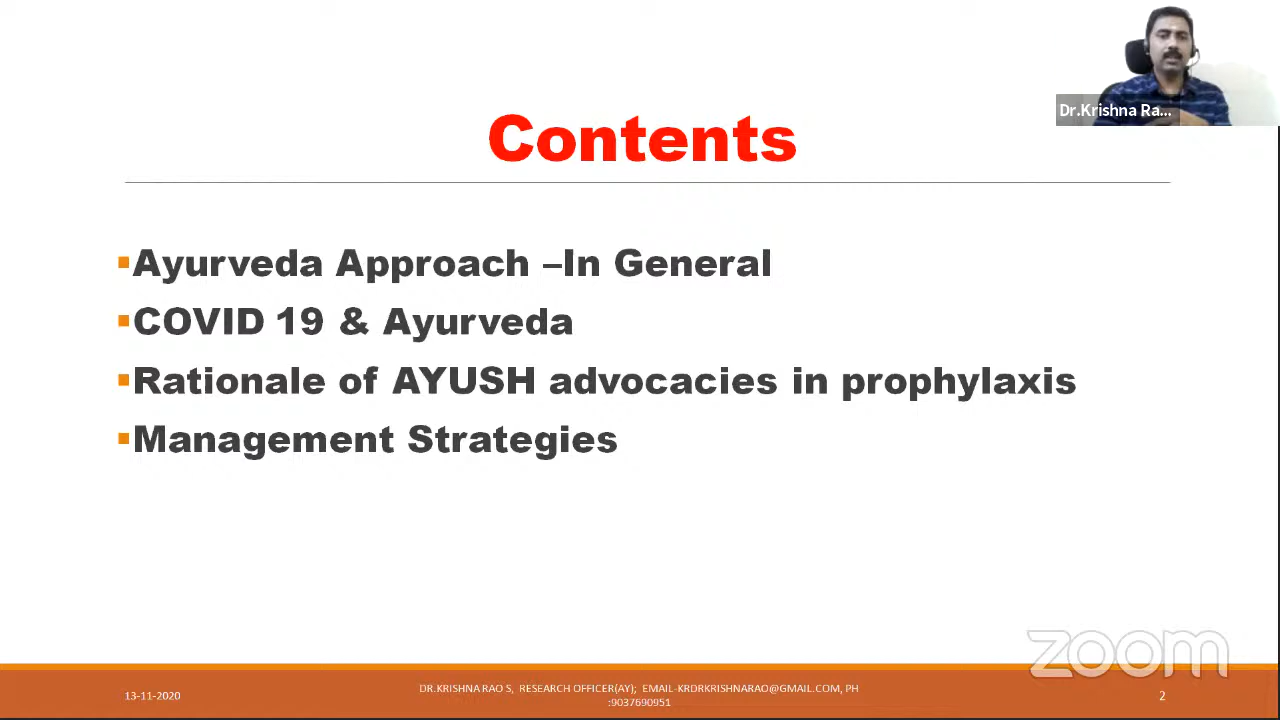 Dr.Krishna Ra...
Contents
▪Ayurveda Approach –In General
▪COVID 19 & Ayurveda
▪Rationale of AYUSH advocacies in prophylaxis
▪Management Strategies
zoom
13-11-2020
DR.KRISHNA RAO S, RESEARCH OFFICER(AY); EMAIL-KRDRKRISHNARAO@GMAIL.COM, PH
:9037690951
2